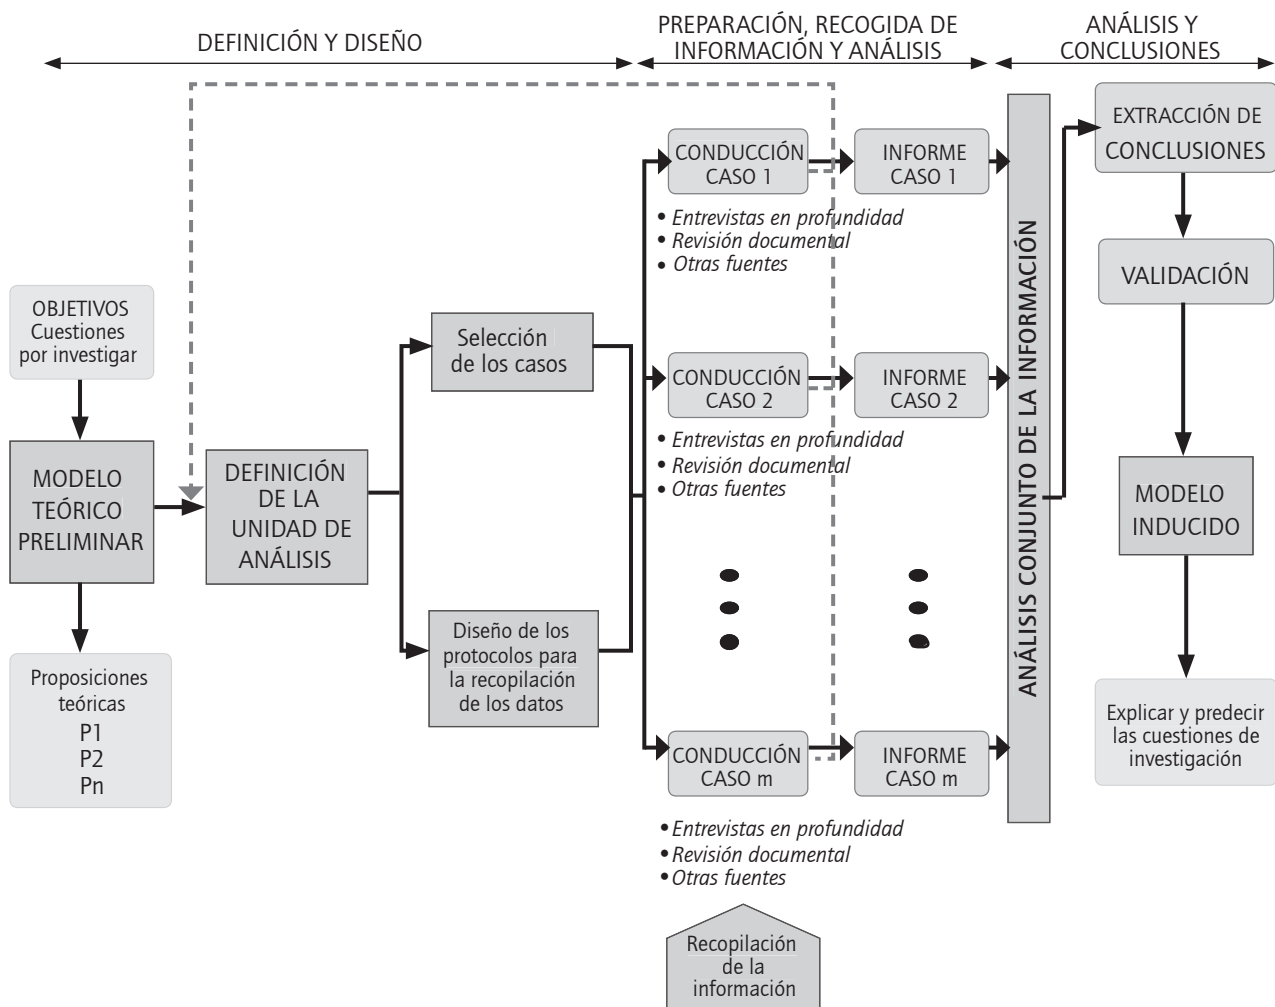 DEFINICIÓN Y DISEÑO
PREPARACIÓN, RECOGIDA DE
INFORMACIÓN Y ANÁLISIS
ANÁLISIS Y
CONCLUSIONES
OBJETIVOS
Cuestiones
por investigar
MODELO
TEÓRICO
PRELIMINAR
Proposiciones
teóricas
P1
P2
Pn
DEFINICIÓN
DE LA
UNIDAD DE
ANÁLISIS
Selección
de los casos
Diseño de los
protocolos para
la recopilación
de los datos
CONDUCCIÓN
CASO 1
INFORME
CASO 1
• Entrevistas en profundidad
• Revisión documental
• Otras fuentes
CONDUCCIÓN
CASO 2
INFORME
CASO 2
• Entrevistas en profundidad
• Revisión documental
• Otras fuentes
CONDUCCIÓN
CASO m
INFORME
CASO m
• Entrevistas en profundidad
• Revisión documental
• Otras fuentes
Recopilación
de la
información
ANÁLISIS CONJUNTO DE LA INFORMACIÓN
EXTRACCIÓN DE
CONCLUSIONES
VALIDACIÓN
MODELO
INDUCIDO
Explicar y predecir
las cuestiones de
investigación